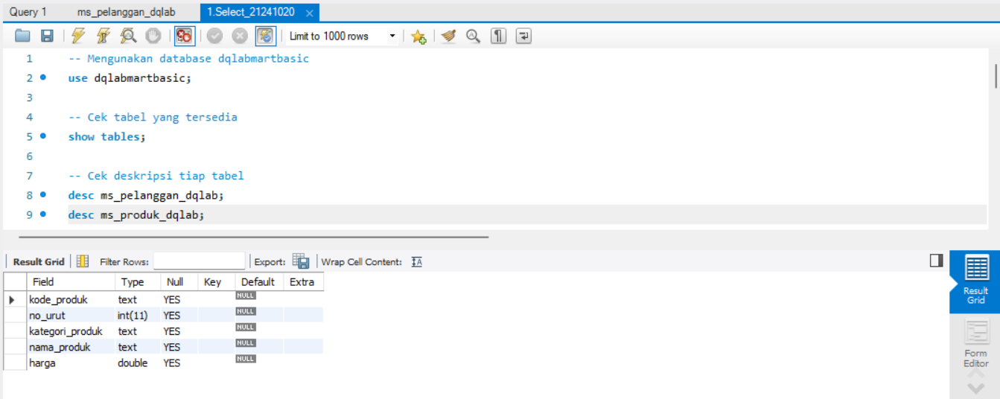 Query 1 ms_pelanggan_dqlab 1.Select_21241020 ×
Limit to 1000 rows
1 -- Mengunakan database dqlabmartbasic
2 use dqlabmartbasic;
3
4 -- Cek tabel yang tersedia
5 show tables;
6
7 -- Cek deskripsi tiap tabel
8 desc ms_pelanggan_dqlab;
9 desc ms_produk_dqlab;
Result Grid Filter Rows: Export: Wrap Cell Content: IA
Field Type Null Key Default Extra
kode_produk text YES NULL
no_urut int(11) YES NULL
kategori_produk text YES NULL
nama_produk text YES NULL
harga double YES NULL
Result
Grid
Form
Editor